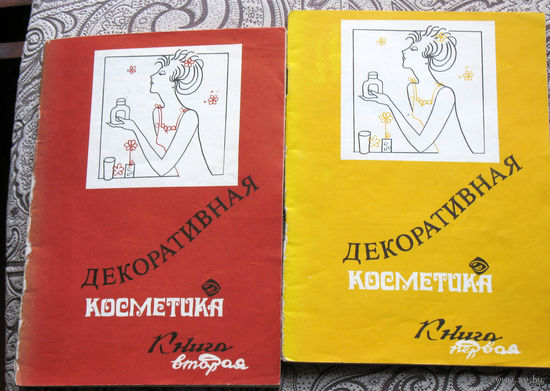 ДЕКОРАТИВНАЯ
КОСМЕТИКА
Книга
вторая
ДЕКОРАТИВНАЯ
КОСМЕТИКА
Книга
первая